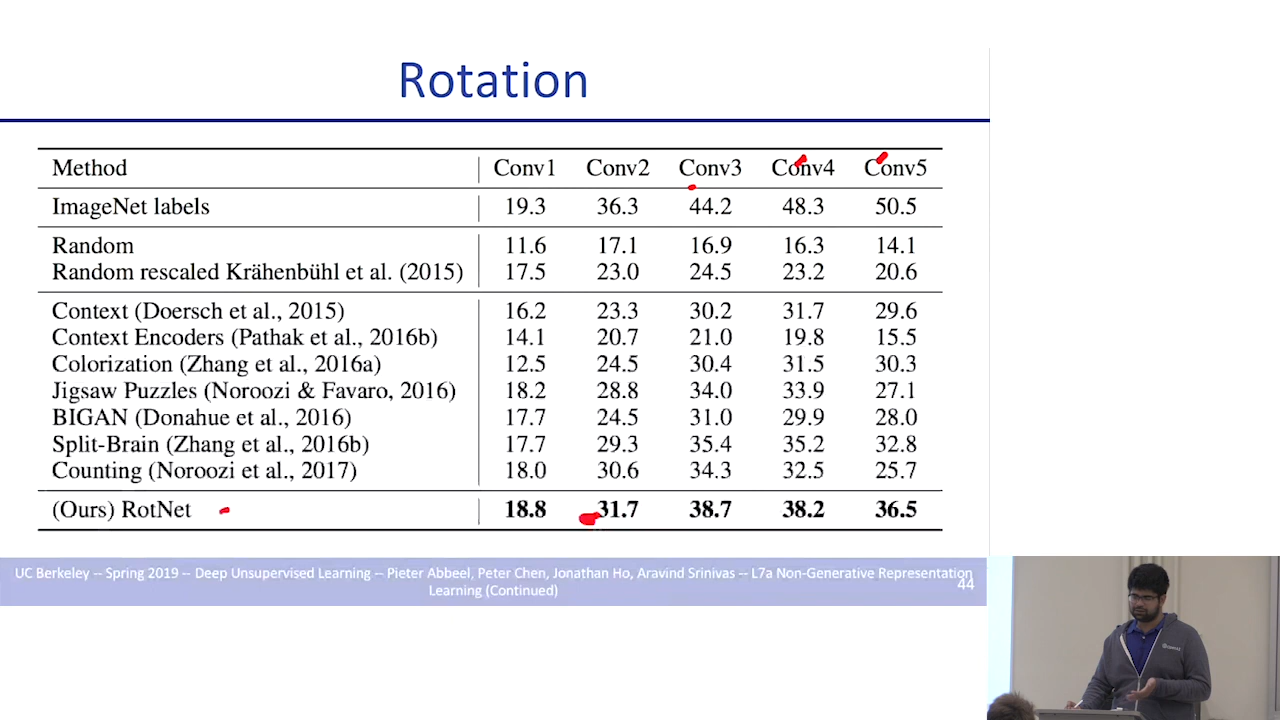 Rotation
Method Conv1 Conv2 Conv3 Conv4 Conv5
ImageNet labels 19.3 36.3 44.2 48.3 50.5
Random 11.6 17.1 16.9 16.3 14.1
Random rescaled Krähenbühl et al. (2015) 17.5 23.0 24.5 23.2 20.6
Context (Doersch et al., 2015) 16.2 23.3 30.2 31.7 29.6
Context Encoders (Pathak et al., 2016b) 14.1 20.7 21.0 19.8 15.5
Colorization (Zhang et al., 2016a) 12.5 24.5 30.4 31.5 30.3
Jigsaw Puzzles (Noroozi & Favaro, 2016) 18.2 28.8 34.0 33.9 27.1
BIGAN (Donahue et al., 2016) 17.7 24.5 31.0 29.9 28.0
Split-Brain (Zhang et al., 2016b) 17.7 29.3 35.4 35.2 32.8
Counting (Noroozi et al., 2017) 18.0 30.6 34.3 32.5 25.7
(Ours) RotNet 18.8 31.7 38.7 38.2 36.5
UC Berkeley -- Spring 2019 -- Deep Unsupervised Learning -- Pieter Abbeel, Peter Chen, Jonathan Ho, Aravind Srinivas -- L7a Non-Generative Representation
Learning (Continued)
44